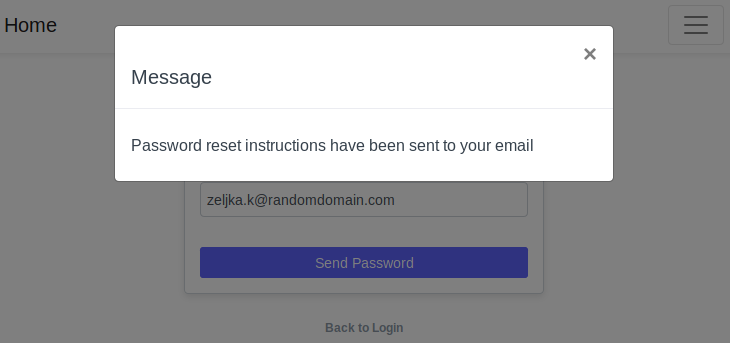 Home
×
Message
Password reset instructions have been sent to your email
zeljka.k@randomdomain.com
Send Password
Back to Login